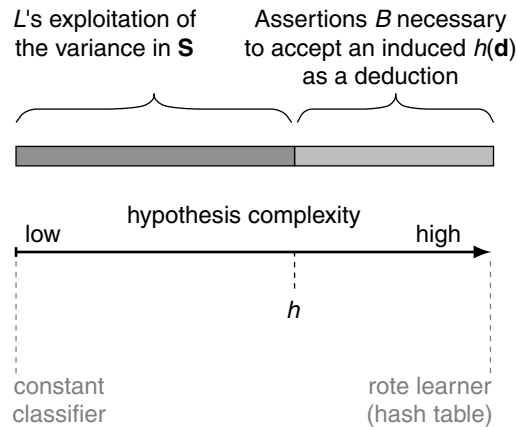 L's exploitation of
the variance in S
Assertions B necessary
to accept an induced h(d)
as a deduction
hypothesis complexity
low
high
h
constant
classifier
rote learner
(hash table)